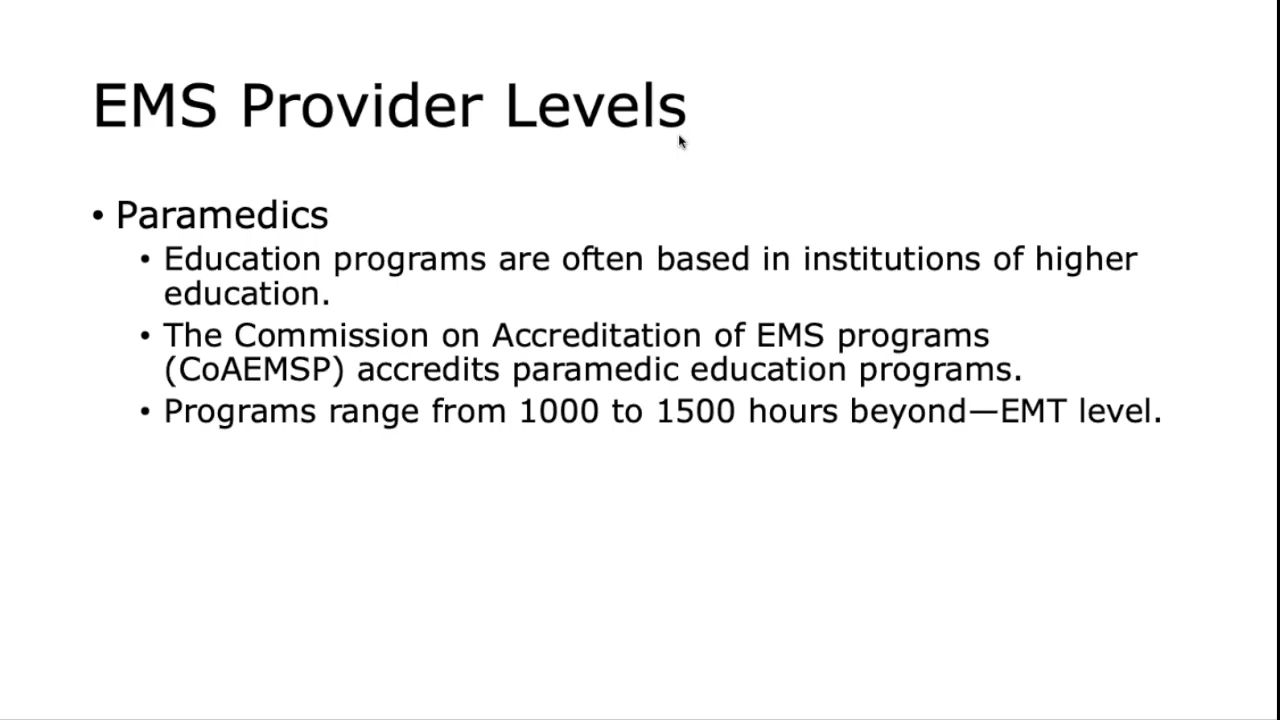 EMS Provider Levels
• Paramedics
• Education programs are often based in institutions of higher
education.
• The Commission on Accreditation of EMS programs
(CoAEMSP) accredits paramedic education programs.
• Programs range from 1000 to 1500 hours beyond—EMT level.